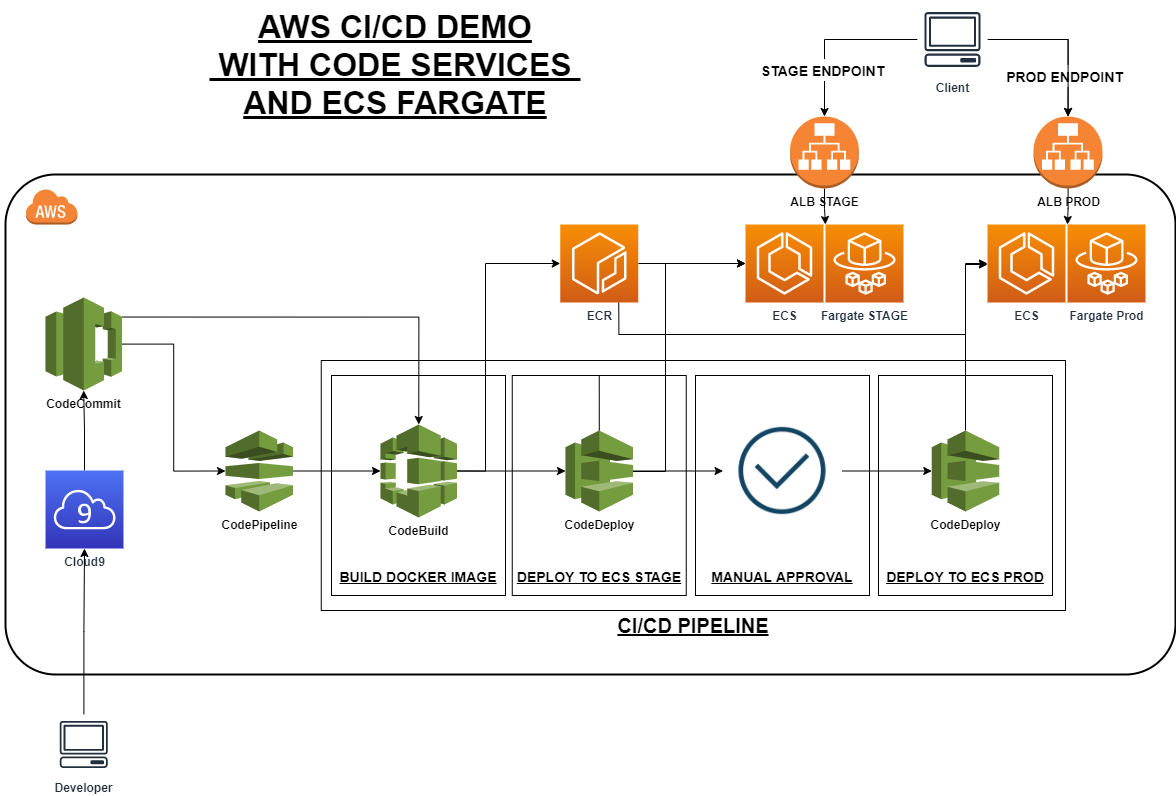 AWS CI/CD DEMO
WITH CODE SERVICES
AND ECS FARGATE
STAGE ENDPOINT
PROD ENDPOINT
Client
AWS
ALB STAGE
ALB PROD
ECR
ECS
Fargate STAGE
ECS
Fargate Prod
CodeCommit
9
Cloud9
CodePipeline
CodeBuild
CodeDeploy
CodeDeploy
BUILD DOCKER IMAGE
DEPLOY TO ECS STAGE
MANUAL APPROVAL
DEPLOY TO ECS PROD
CI/CD PIPELINE
Developer